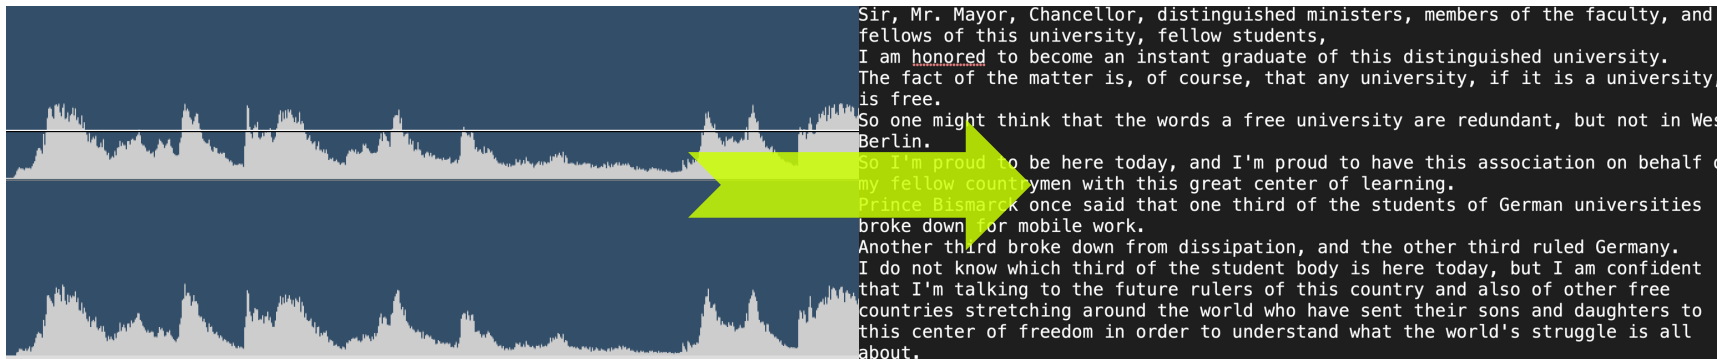 Sir, Mr. Mayor, Chancellor, distinguished ministers, members of the faculty, and
fellows of this university, fellow students,
I am honored to become an instant graduate of this distinguished university.
The fact of the matter is, of course, that any university, if it is a university,
is free.
So one might think that the words a free university are redundant, but not in Wes
Berlin.
So I'm proud to be here today, and I'm proud to have this association on behalf o
my fellow countrymen with this great center of learning.
Prince Bismarck once said that one third of the students of German universities
broke down for mobile work.
Another third broke down from dissipation, and the other third ruled Germany.
I do not know which third of the student body is here today, but I am confident
that I'm talking to the future rulers of this country and also of other free
countries stretching around the world who have sent their sons and daughters to
this center of freedom in order to understand what the world's struggle is all
about.